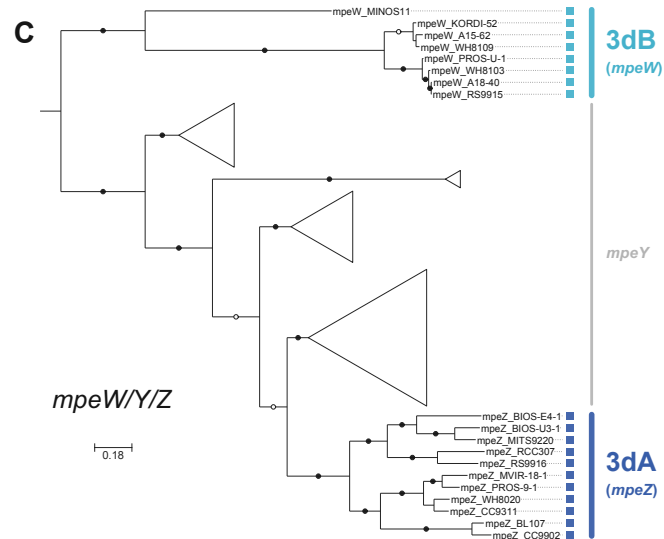 C
mpeW_MINOS11
mpeW_KORDI-52
mpeW_A15-62
mpeW_WH8109
mpeW_PROS-U-1
mpeW_WH8103
mpeW_A18-40
mpeW_RS9915
3dB
(mpeW)
mpeY
mpeW/Y/Z
0.18
mpeZ_BIOS-E4-1
mpeZ_BIOS-U3-1
mpeZ_MITS9220
mpeZ_RCC307
mpeZ_RS9916
mpeZ_MVIR-18-1
mpeZ_PROS-9-1
mpeZ_WH8020
mpeZ_CC9311
mpeZ_BL107
mpeZ_CC9902
3dA
(mpeZ)